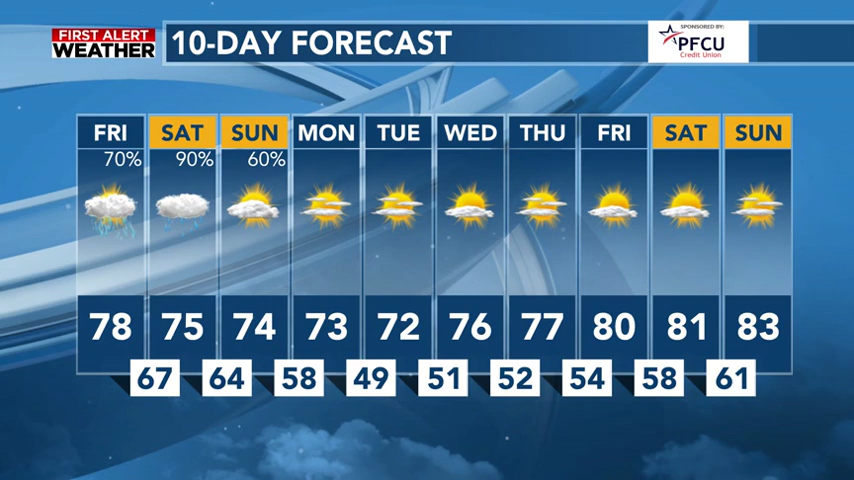 FIRST ALERT
WEATHER
10-DAY FORECAST
SPONSORED BY:
PFCU
Credit Union
FRI SAT SUN MON TUE WED THU FRI SAT SUN
70% 90% 60%
78 75 74 73 72 76 77 80 81 83
67 64 58 49 51 52 54 58 61